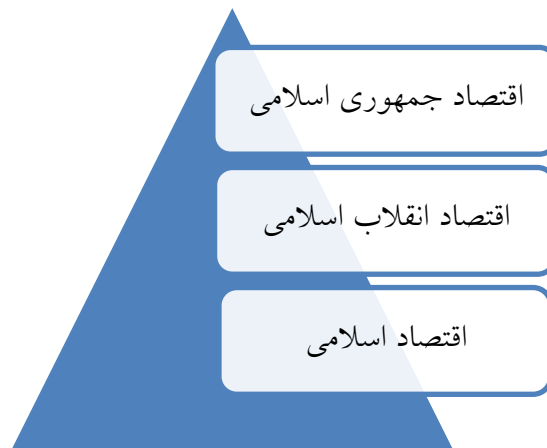 اقتصاد جمهوری اسلامی
اقتصاد انقلاب اسلامی
اقتصاد اسلامی